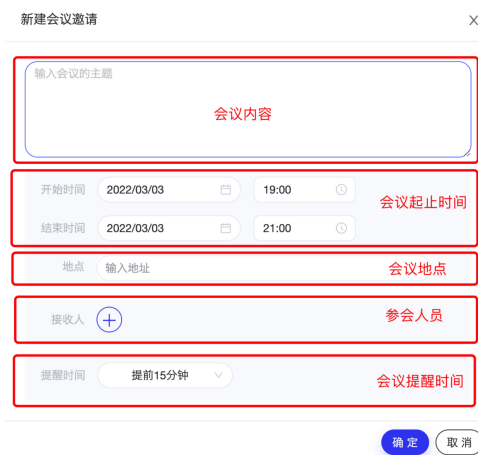 新建会议邀请
输入会议的主题
会议内容
开始时间 2022/03/03 19:00
会议起止时间
结束时间 2022/03/03 21:00
地点 输入地址 会议地点
接收人 参会人员
提醒时间 提前15分钟 会议提醒时间
确 定 取 消